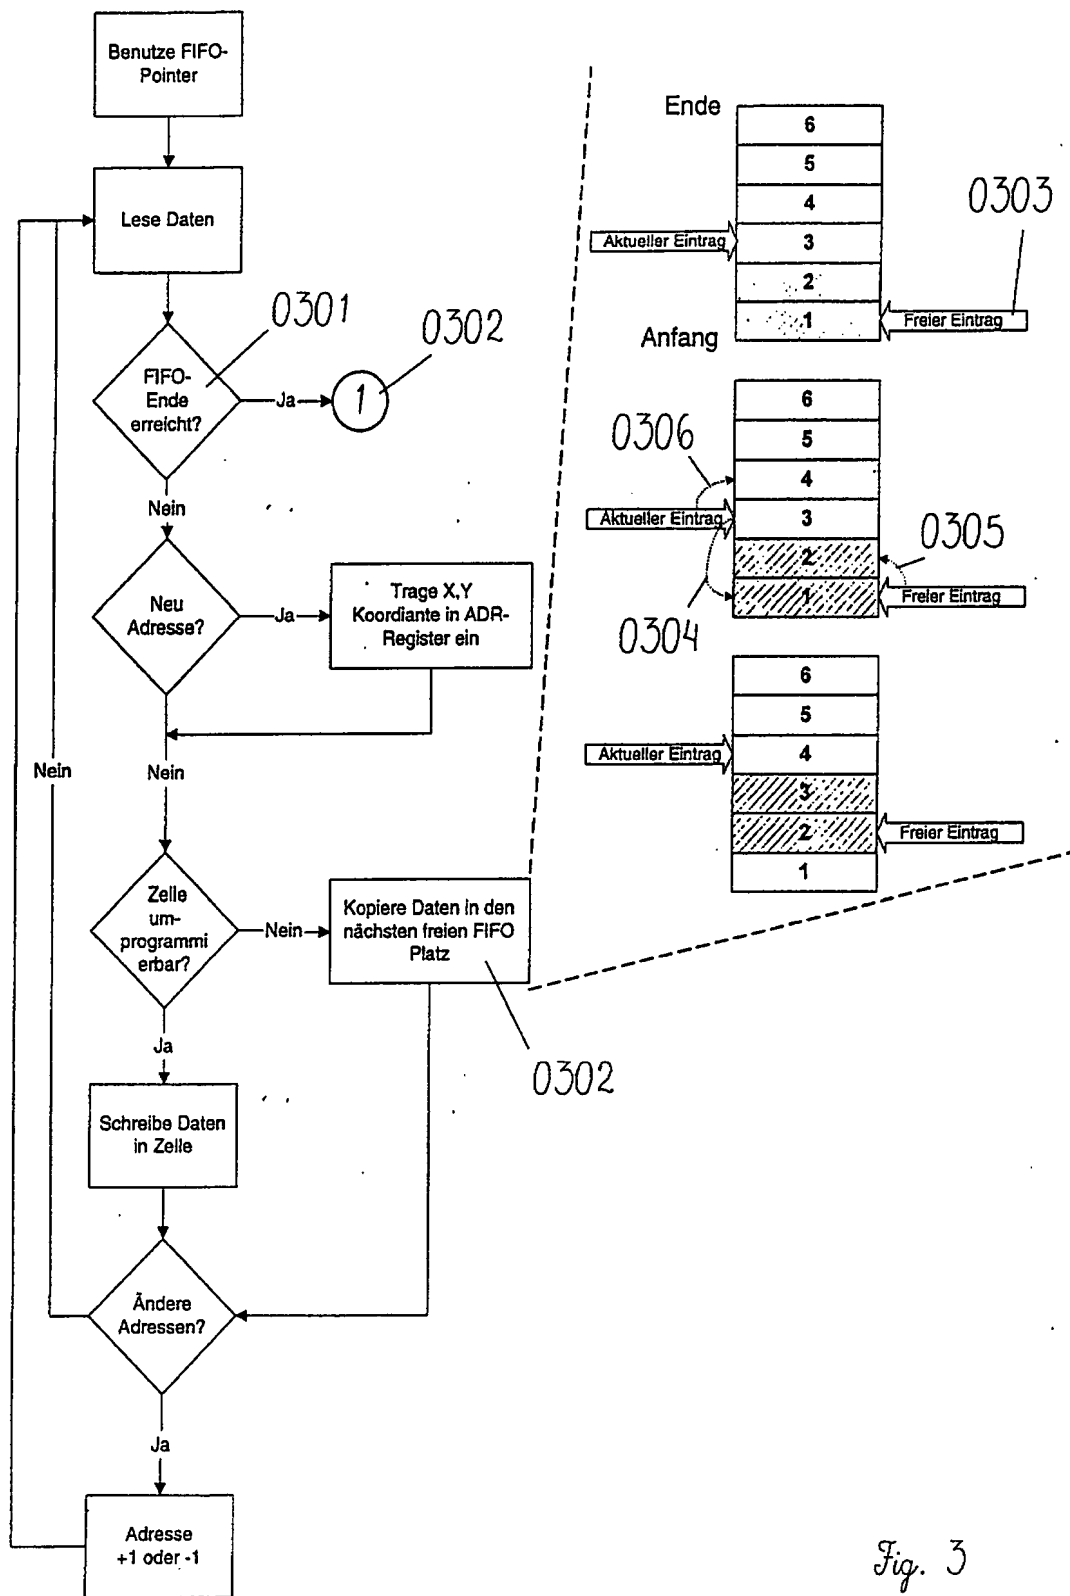 Benutze FIFO-
Pointer
Lese Daten
0301
0302
FIFO-
Ende
erreicht?
Ja
1
Nein
Neu
Adresse?
Ja
Trage X,Y
Koordiante in ADR-
Register ein
Nein
Nein
Zelle
um-
programmi
erbar?
Nein
Kopiere Daten in den
nächsten freien FIFO
Platz
0302
Ja
Schreibe Daten
in Zelle
Ändere
Adressen?
Ja
Adresse
+1 oder -1
Ende
6
5
4
0303
Aktueller Eintrag
3
2
1
Freier Eintrag
Anfang
6
0306
5
4
Aktueller Eintrag
3
0305
2
1
Freier Eintrag
0304
6
5
Aktueller Eintrag
4
3
2
Freier Eintrag
1
Fig. 3